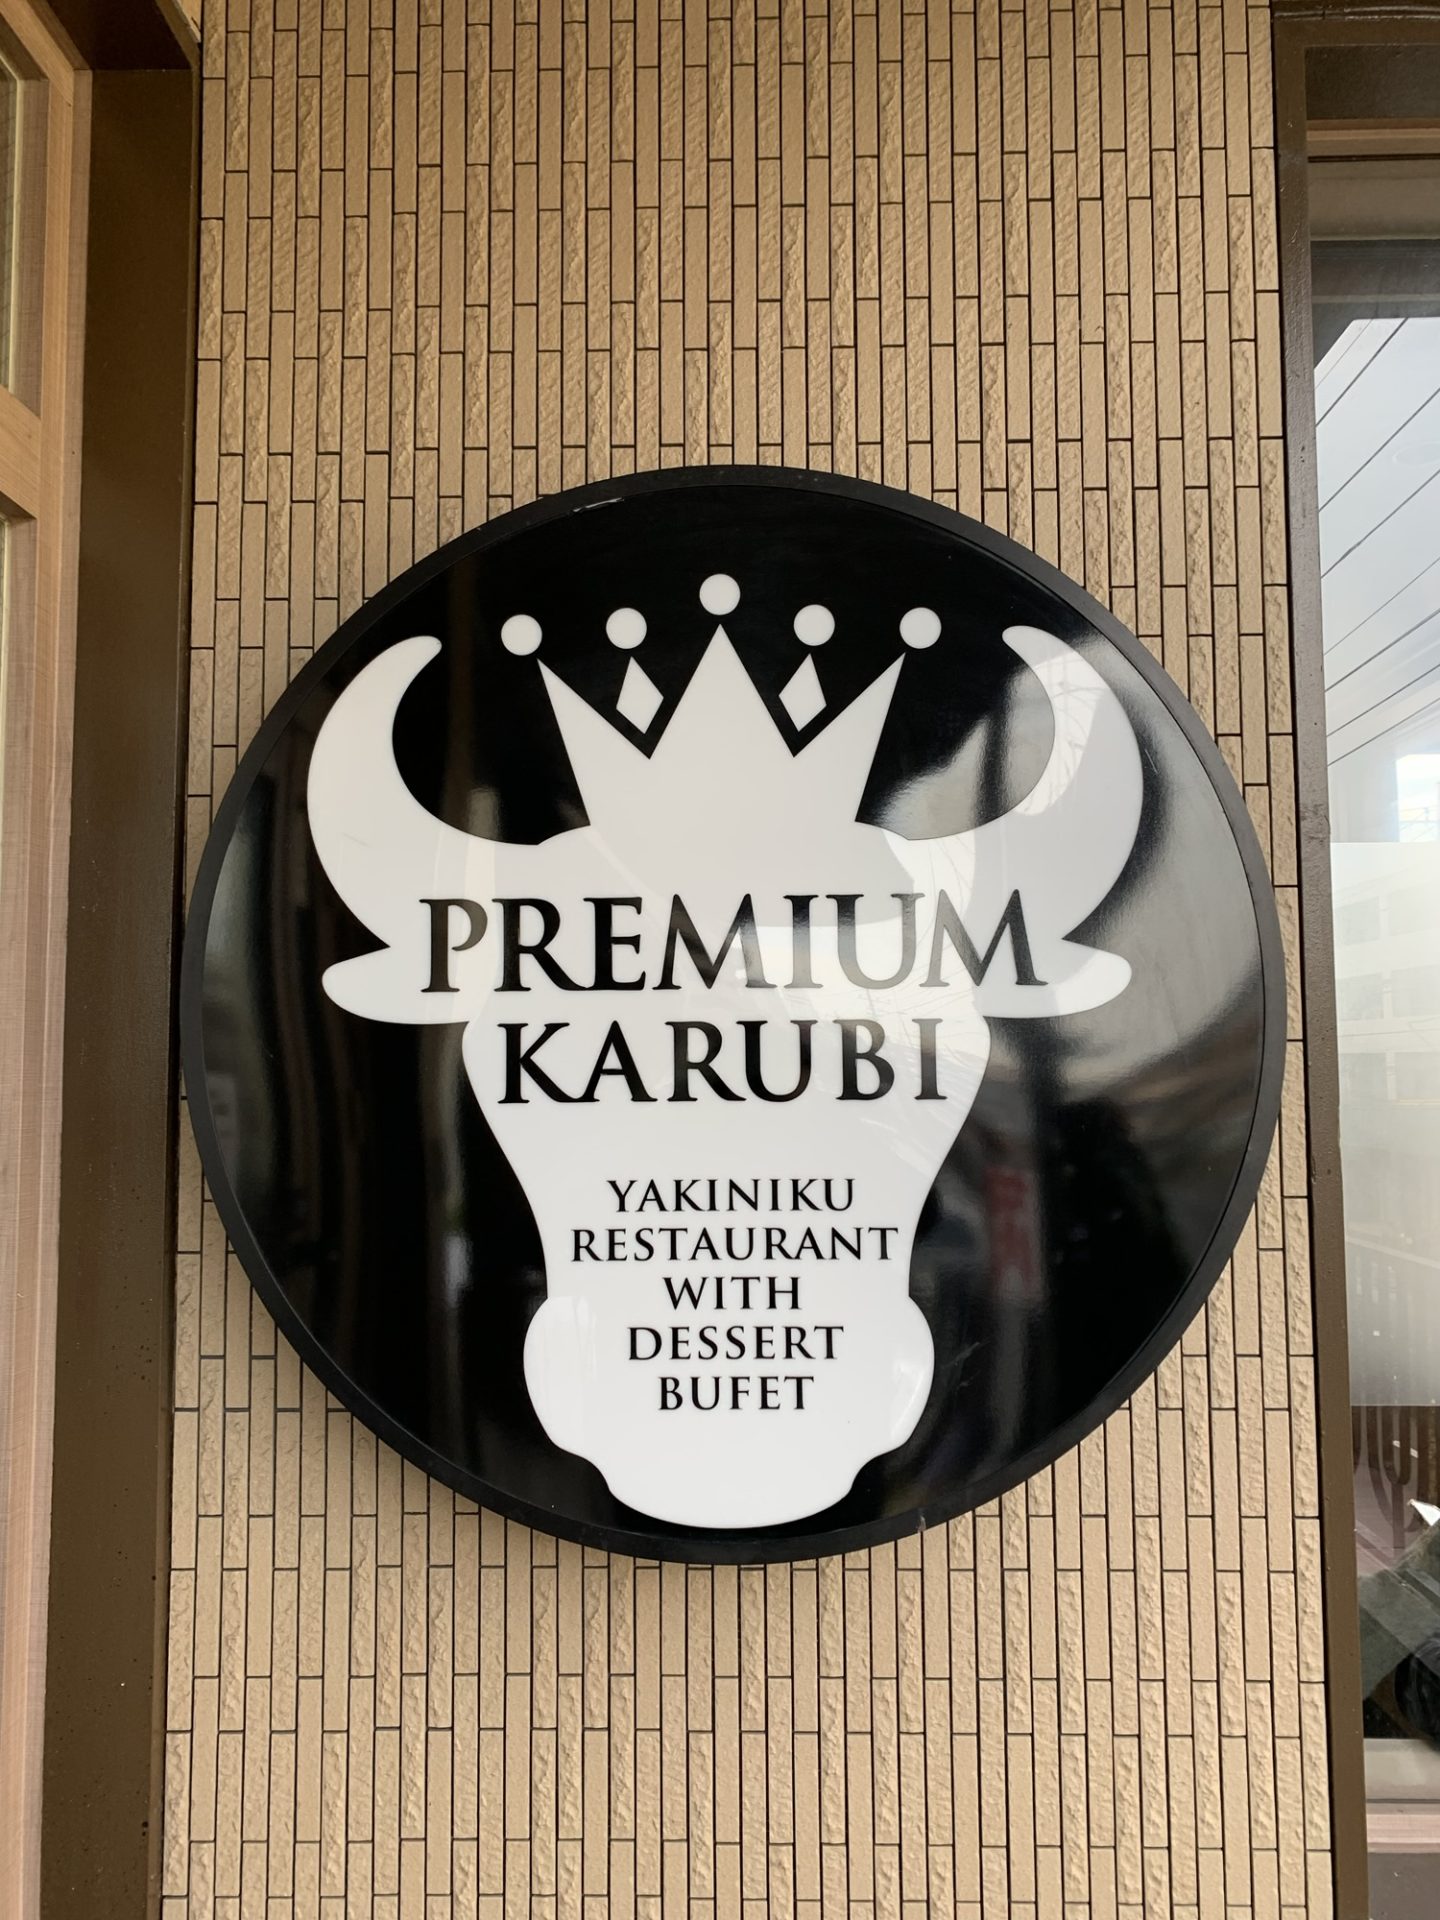 PREMIUM
KARUBI
YAKINIKU
RESTAURANT
WITH
DESSERT
BUFET